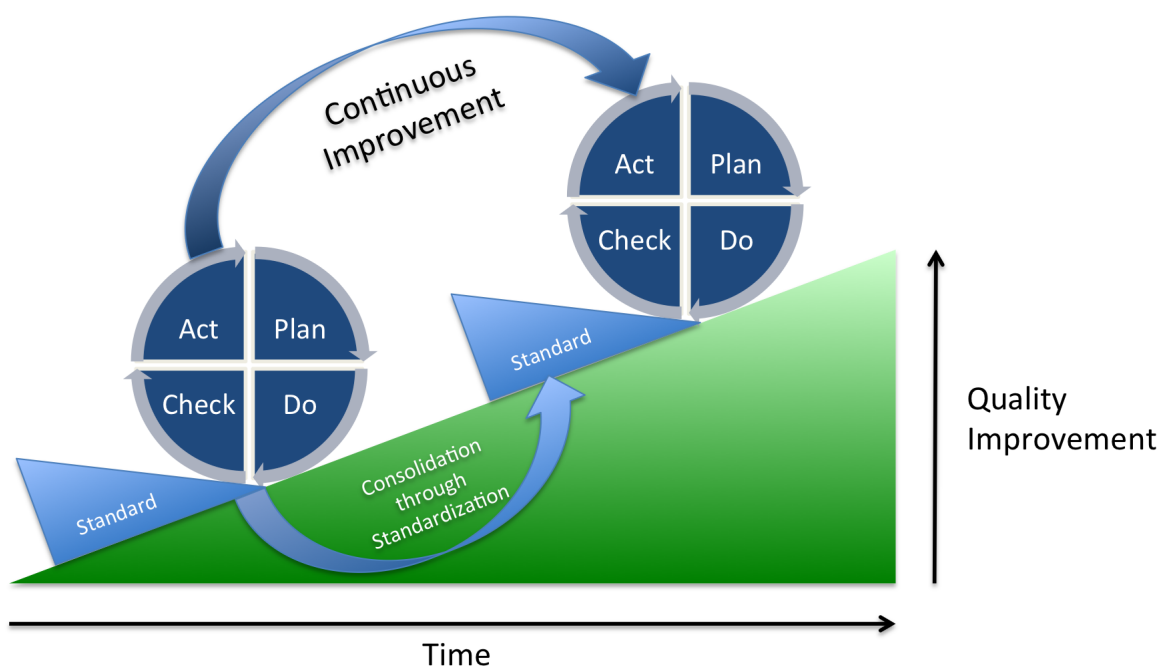 Continuous
Improvement
Act
Plan
Check
Do
Act
Plan
Check
Do
Standard
Standard
Consolidation
through
Standardization
Quality
Improvement
Time